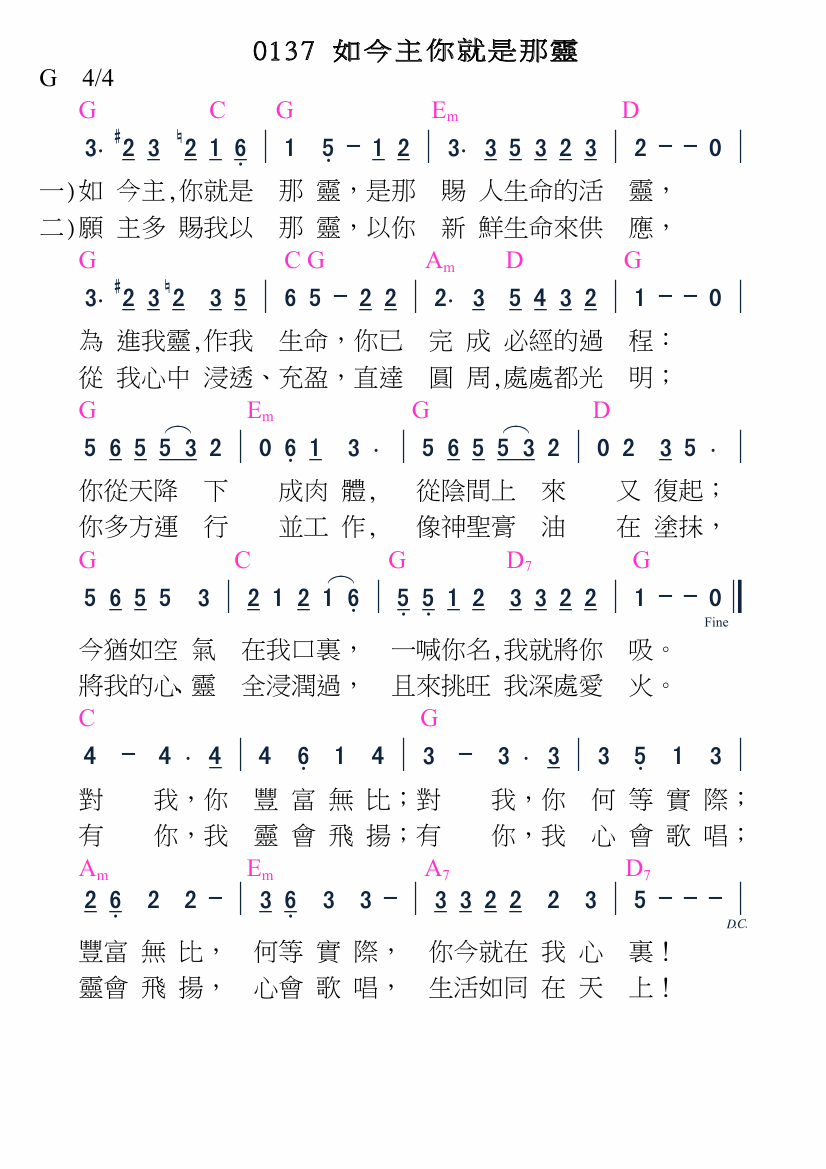 0137 如今主你就是那靈
G 4/4
G C G Em D
3· #2 3 ♮2 1 6 | 1 5 - 1 2 | 3· 3 5 3 2 3 | 2 - - 0 |
一)如 今主,你就是 那 靈，是那 賜 人生命的活 靈，
二)願 主多 賜我以 那 靈，以你 新 鮮生命來供 應，
G C G Am D G
3· #2 3 ♮2 3 5 | 6 5 - 2 2 | 2· 3 5 4 3 2 | 1 - - 0 |
為 進我靈,作我 生命，你已 完 成 必經的過 程：
從 我心中 浸透、充盈，直達 圓 周,處處都光 明；
G Em G D
5 6 5 5 3 2 | 0 6 1 3 · | 5 6 5 5 3 2 | 0 2 3 5 · |
你從天降 下 成肉 體, 從陰間上 來 又 復起；
你多方運 行 並工 作, 像神聖膏 油 在 塗抹，
G C G D7 G
5 6 5 5 3 | 2 1 2 1 6 | 5 5 1 2 3 3 2 2 | 1 - - 0 ‖
Fine
今猶如空 氣 在我口裏， 一喊你名,我就將你 吸。
將我的心、靈 全浸潤過， 且來挑旺 我深處愛 火。
C G
4 - 4 · 4 | 4 6 1 4 | 3 - 3 · 3 | 3 5 1 3 |
對 我，你 豐 富 無 比；對 我，你 何 等 實 際；
有 你，我 靈 會 飛 揚；有 你，我 心 會 歌 唱；
Am Em A7 D7
2 6 2 2 - | 3 6 3 3 - | 3 3 2 2 2 3 | 5 - - - |
D.C.
豐富 無 比， 何等 實 際， 你今就在 我 心 裏！
靈會 飛 揚， 心會 歌 唱， 生活如同 在 天 上！